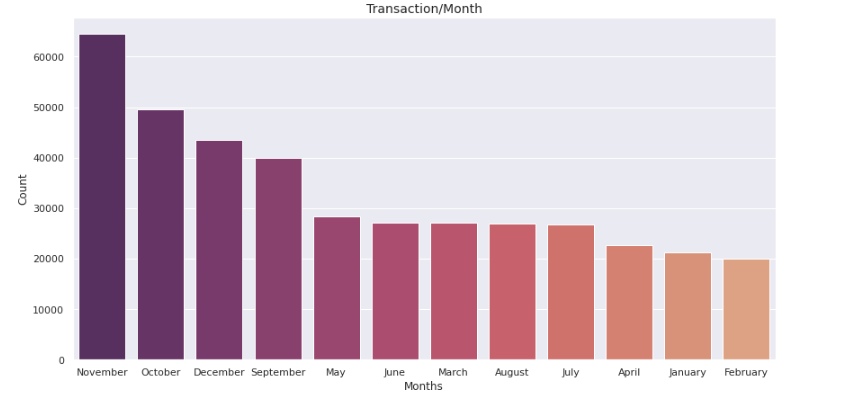 Transaction/Month
Count
60000
50000
40000
30000
20000
10000
0
November October December September May June March August July April January February
Months